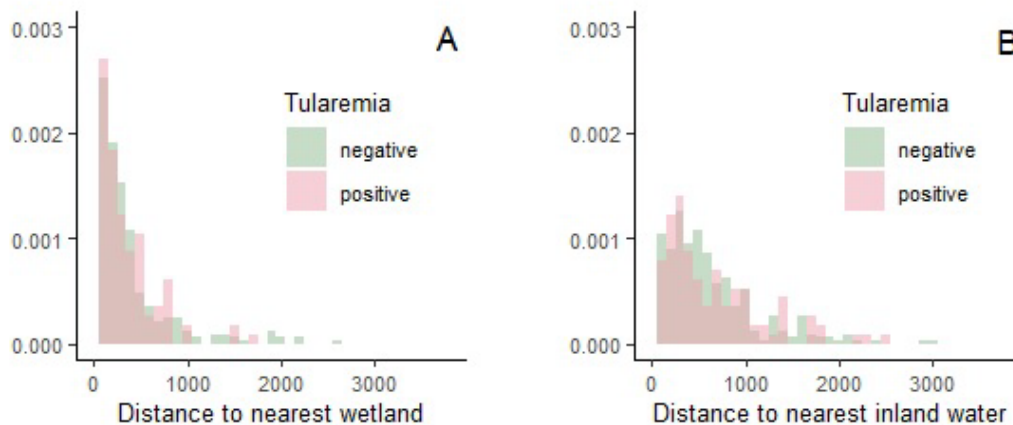 A
0.003
0.002
0.001
0.000
Tularemia
negative
positive
0 1000 2000 3000
Distance to nearest wetland
B
0.003
0.002
0.001
0.000
Tularemia
negative
positive
0 1000 2000 3000
Distance to nearest inland water